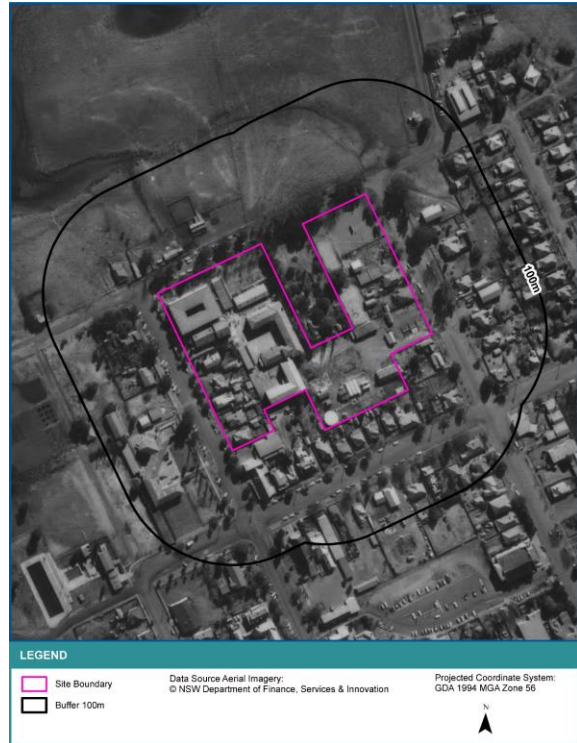 100m
LEGEND
Site Boundary
Buffer 100m
Data Source Aerial Imagery:
© NSW Department of Finance, Services & Innovation
Projected Coordinate System:
GDA 1994 MGA Zone 56
N